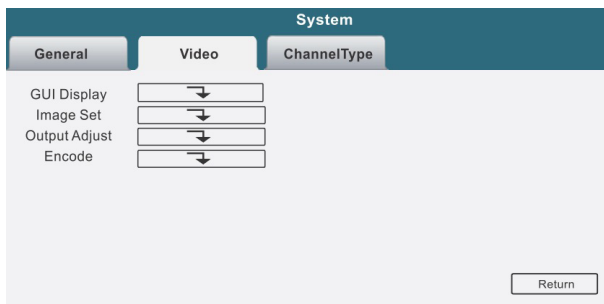 System
General Video ChannelType
GUI Display
Image Set
Output Adjust
Encode
Return